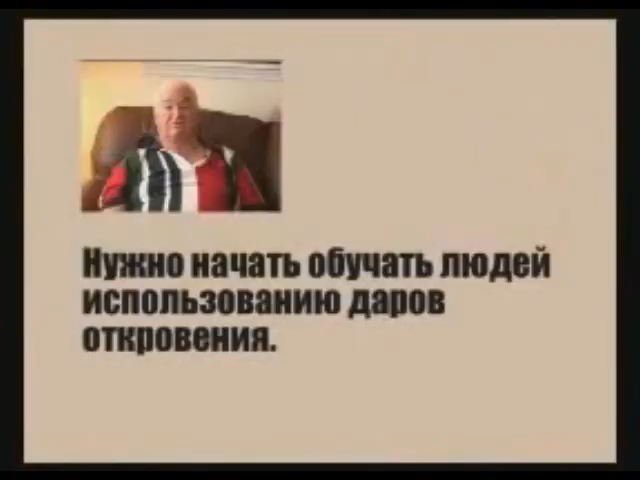 Нужно начать обучать людей
использованию даров
откровения.